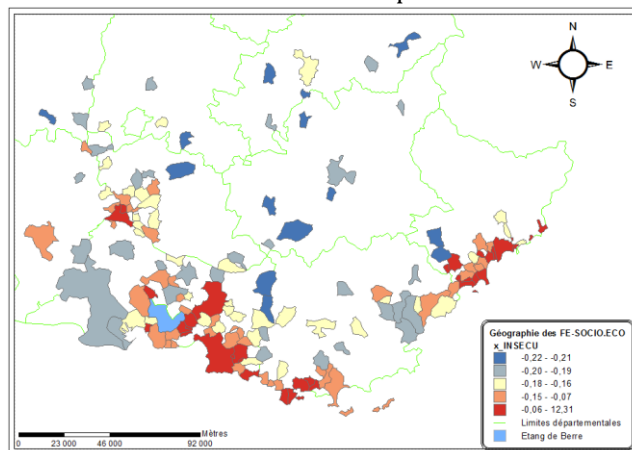 N
W E
S
Géographie des FE-SOCIO.ECO
x_INSECU
-0,22 - -0,21
-0,20 - -0,19
-0,18 - -0,16
-0,15 - -0,07
-0,06 - 12,31
Limites départementales
Etang de Berre
Mètres
0 23 000 46 000 92 000